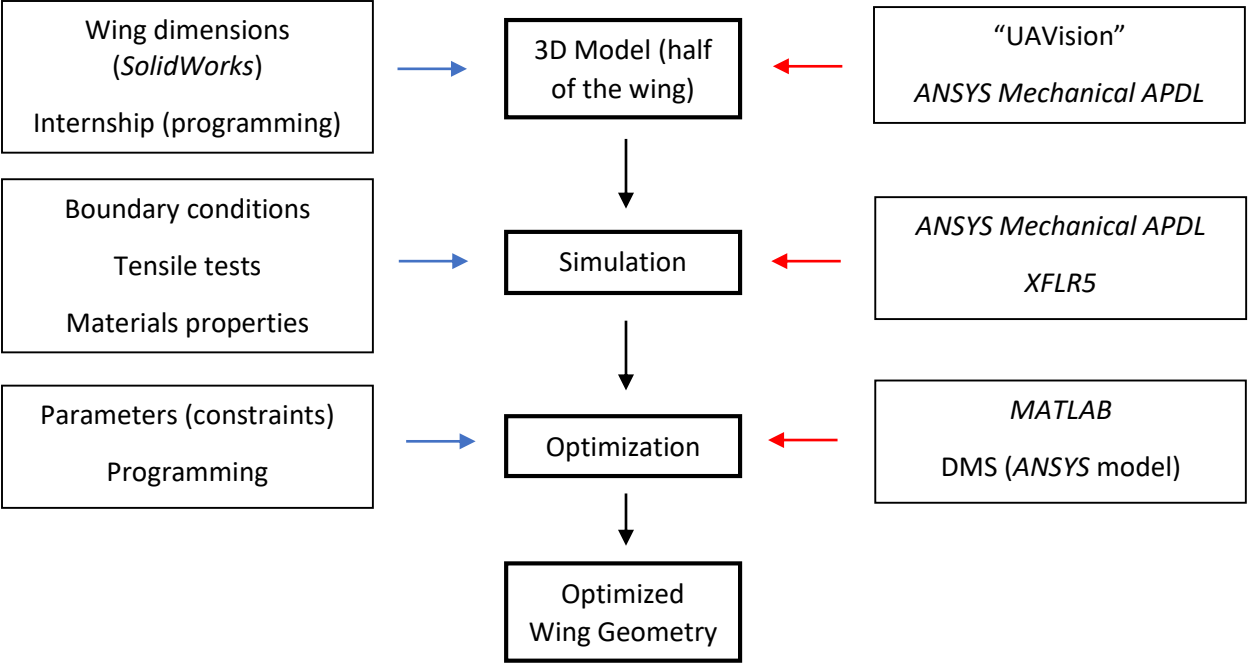 Wing dimensions
(SolidWorks)
Internship (programming)
3D Model (half
of the wing)
“UAVision”
ANSYS Mechanical APDL
Boundary conditions
Tensile tests
Materials properties
Simulation
ANSYS Mechanical APDL
XFLR5
Parameters (constraints)
Programming
Optimization
MATLAB
DMS (ANSYS model)
Optimized
Wing Geometry